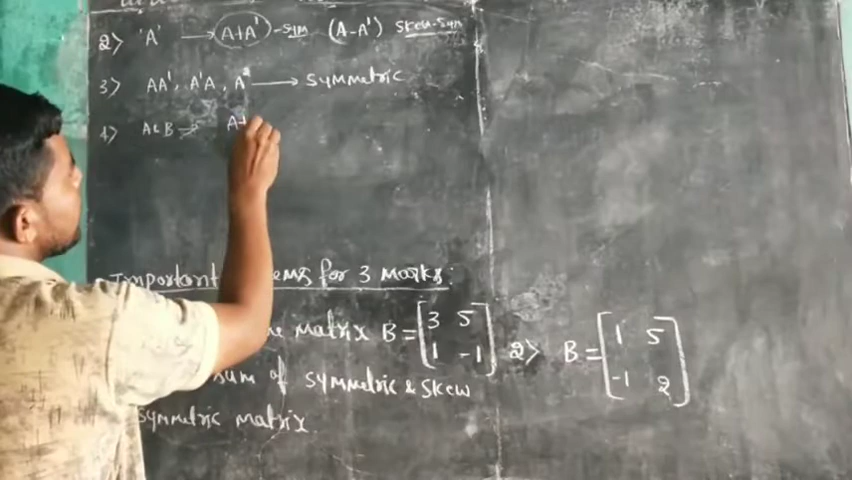 2> 'A' → (A+A') - sym (A-A') Skew-Sym
3) AA', A'A, A² → Symmetric
4) A & B ⇒ A+
Important ems for 3 marks:
matrix B = [3 5; 1 -1] 2> B = [1 5; -1 2]
sum of symmetric & skew
symmetric matrix